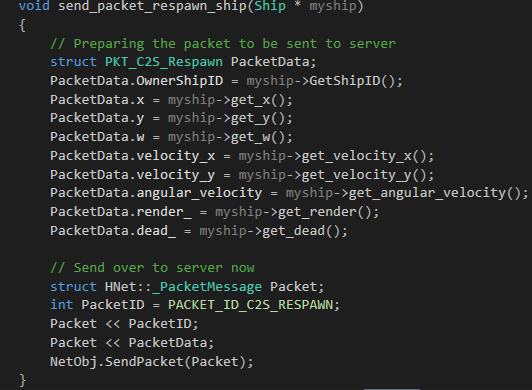 void send_packet_respawn_ship(Ship * myship)
{
// Preparing the packet to be sent to server
struct PKT_C2S_Respawn PacketData;
PacketData.OwnerShipID = myship->GetShipID();
PacketData.x = myship->get_x();
PacketData.y = myship->get_y();
PacketData.w = myship->get_w();
PacketData.velocity_x = myship->get_velocity_x();
PacketData.velocity_y = myship->get_velocity_y();
PacketData.angular_velocity = myship->get_angular_velocity();
PacketData.render_ = myship->get_render();
PacketData.dead_ = myship->get_dead();
// Send over to server now
struct HNet::_PacketMessage Packet;
int PacketID = PACKET_ID_C2S_RESPAWN;
Packet << PacketID;
Packet << PacketData;
NetObj.SendPacket(Packet);
}